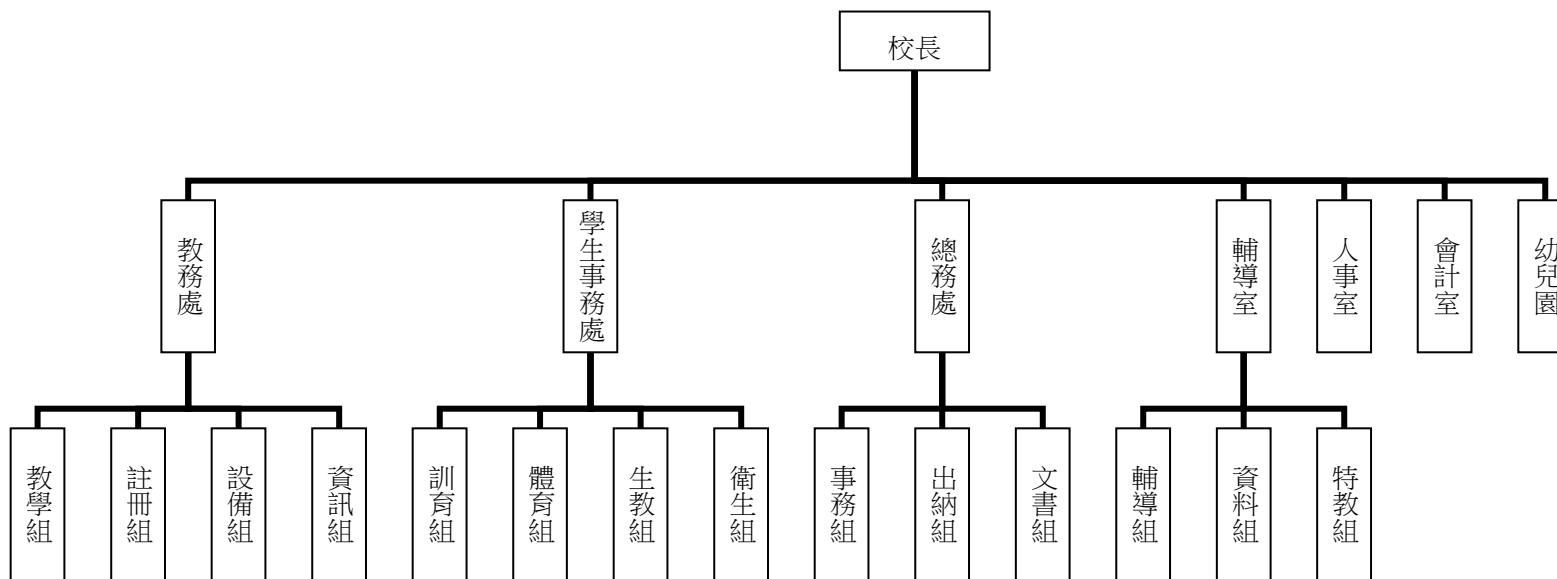 校長
教務處
學生事務處
總務處
輔導室
人事室
會計室
幼兒園
教學組
註冊組
設備組
資訊組
訓育組
體育組
生教組
衛生組
事務組
出納組
文書組
輔導組
資料組
特教組